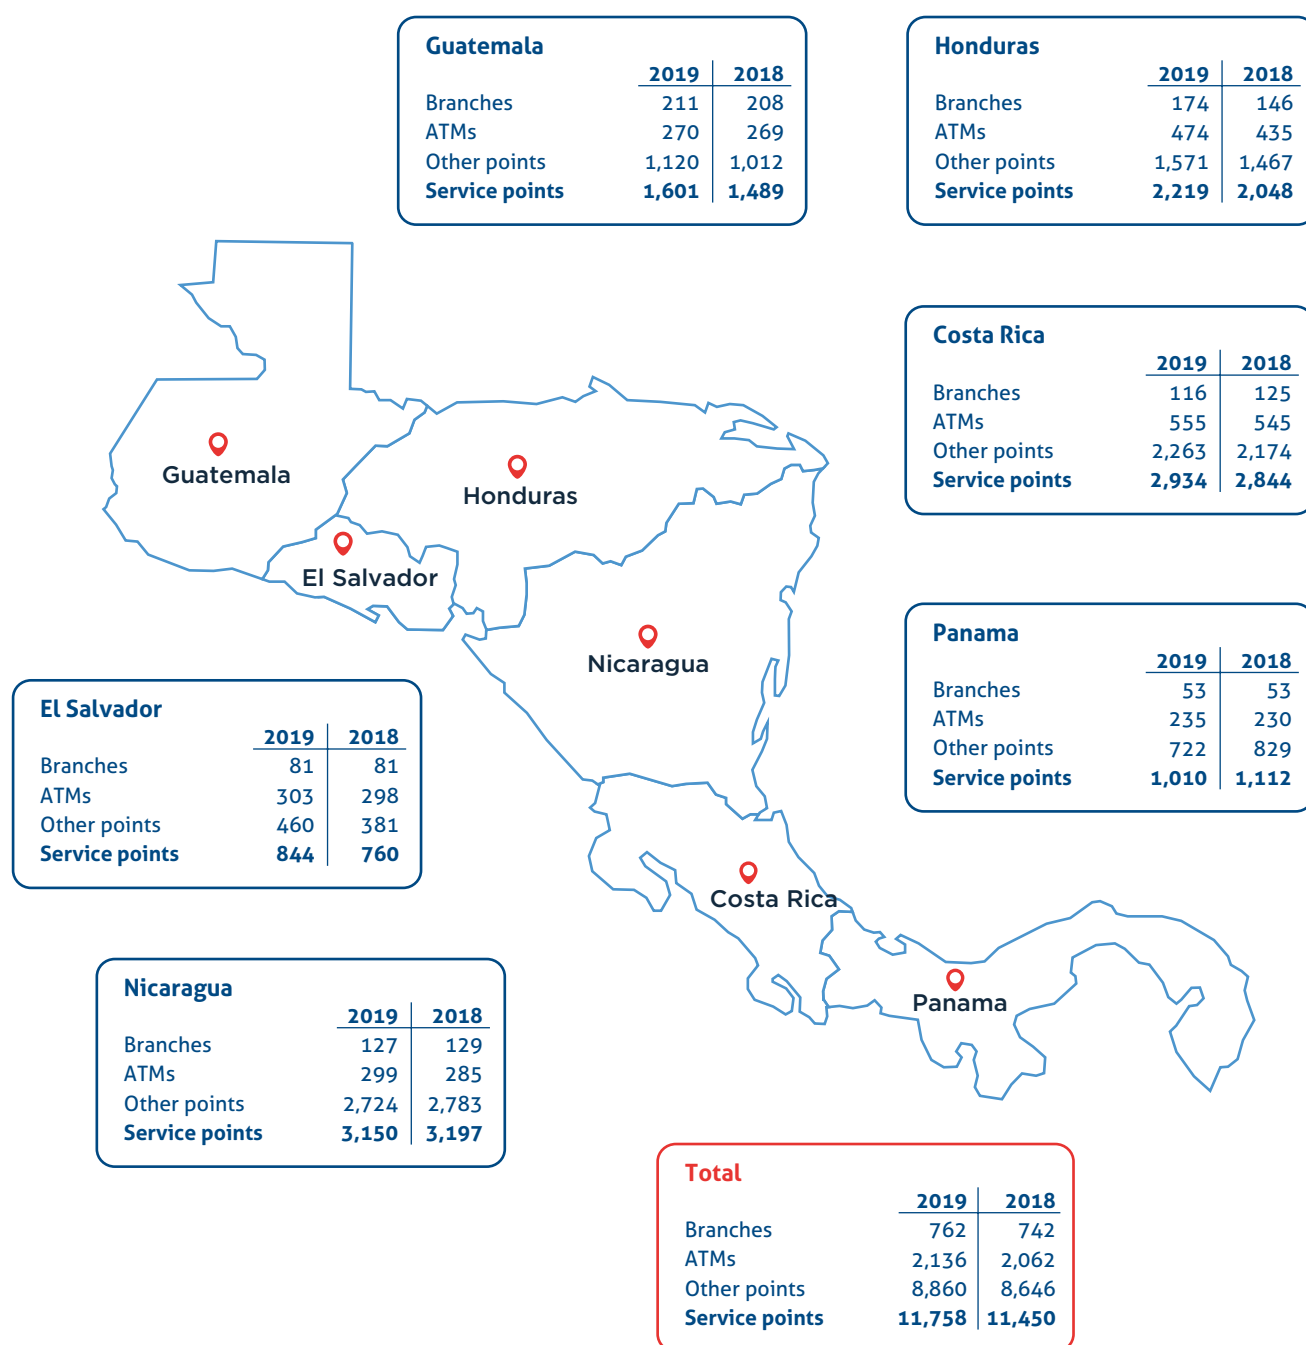 Guatemala
2019 2018
Branches 211 208
ATMs 270 269
Other points 1,120 1,012
Service points 1,601 1,489
Honduras
2019 2018
Branches 174 146
ATMs 474 435
Other points 1,571 1,467
Service points 2,219 2,048
Costa Rica
2019 2018
Branches 116 125
ATMs 555 545
Other points 2,263 2,174
Service points 2,934 2,844
Guatemala
Honduras
El Salvador
Nicaragua
Panama
2019 2018
Branches 53 53
ATMs 235 230
Other points 722 829
Service points 1,010 1,112
El Salvador
2019 2018
Branches 81 81
ATMs 303 298
Other points 460 381
Service points 844 760
Costa Rica
Panama
Nicaragua
2019 2018
Branches 127 129
ATMs 299 285
Other points 2,724 2,783
Service points 3,150 3,197
Total
2019 2018
Branches 762 742
ATMs 2,136 2,062
Other points 8,860 8,646
Service points 11,758 11,450